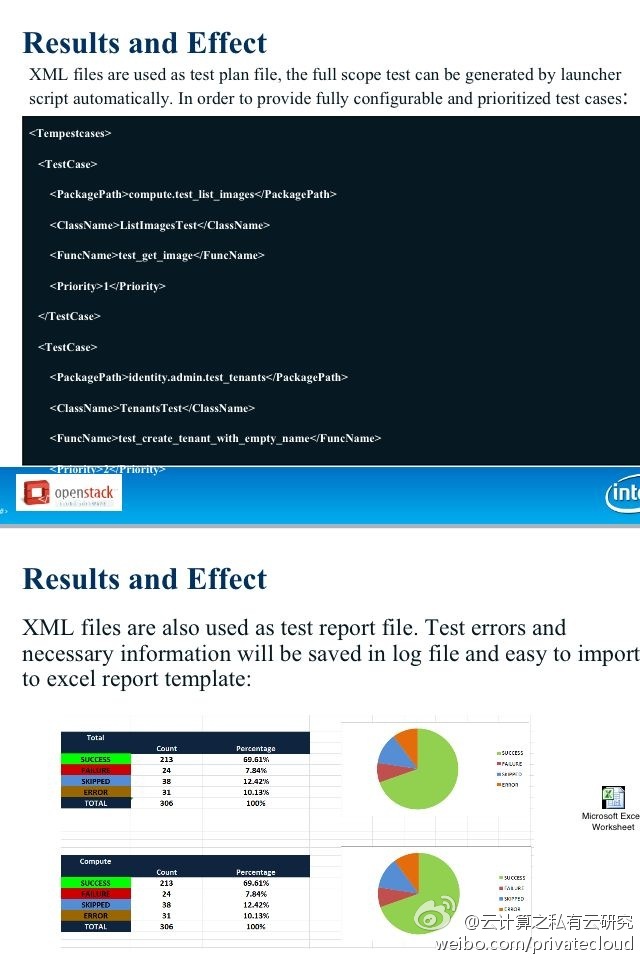 Results and Effect
XML files are used as test plan file, the full scope test can be generated by launcher
script automatically. In order to provide fully configurable and prioritized test cases:
<Tempestcases>
<TestCase>
<PackagePath>compute.test_list_images</PackagePath>
<ClassName>ListImagesTest</ClassName>
<FuncName>test_get_image</FuncName>
<Priority>1</Priority>
</TestCase>
<TestCase>
<PackagePath>identity.admin.test_tenants</PackagePath>
<ClassName>TenantsTest</ClassName>
<FuncName>test_create_tenant_with_empty_name</FuncName>
<Priority>2</Priority>
openstack
inte
Results and Effect
XML files are also used as test report file. Test errors and
necessary information will be saved in log file and easy to import
to excel report template:
Total
Count Percentage
SUCCESS 213 69.61%
FAILURE 24 7.84%
SKIPPED 38 12.42%
ERROR 31 10.13%
TOTAL 306 100%
SUCCESS
FAILURE
SKIPPED
ERROR
Microsoft Exce
Worksheet
Compute
Count Percentage
SUCCESS 213 69.61%
FAILURE 24 7.84%
SKIPPED 38 12.42%
ERROR 31 10.13%
TOTAL 306 100%
SUCCESS
FAILURE
SKIPPED
ERROR
@云计算之私有云研究
weibo.com/privatecloud